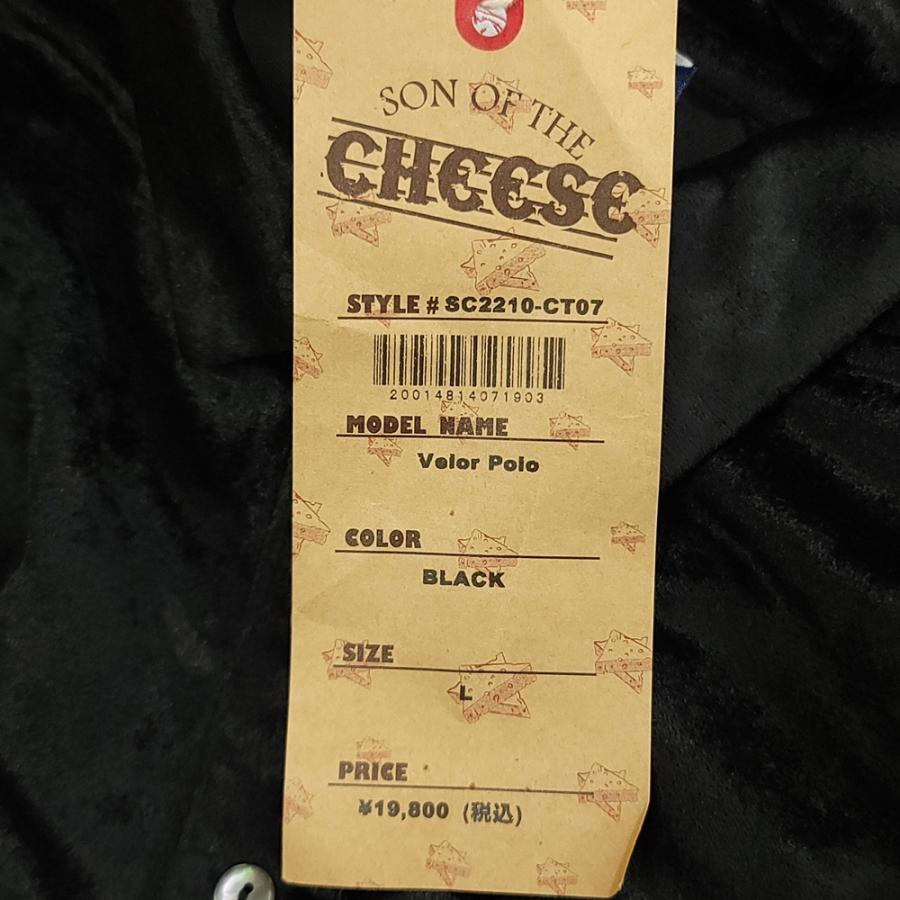 SON OF THE
CHEESE
STYLE # SC2210-CT07
20014814071903
MODEL NAME
Velor Polo
COLOR
BLACK
SIZE
L
PRICE
¥19,800 (税込)